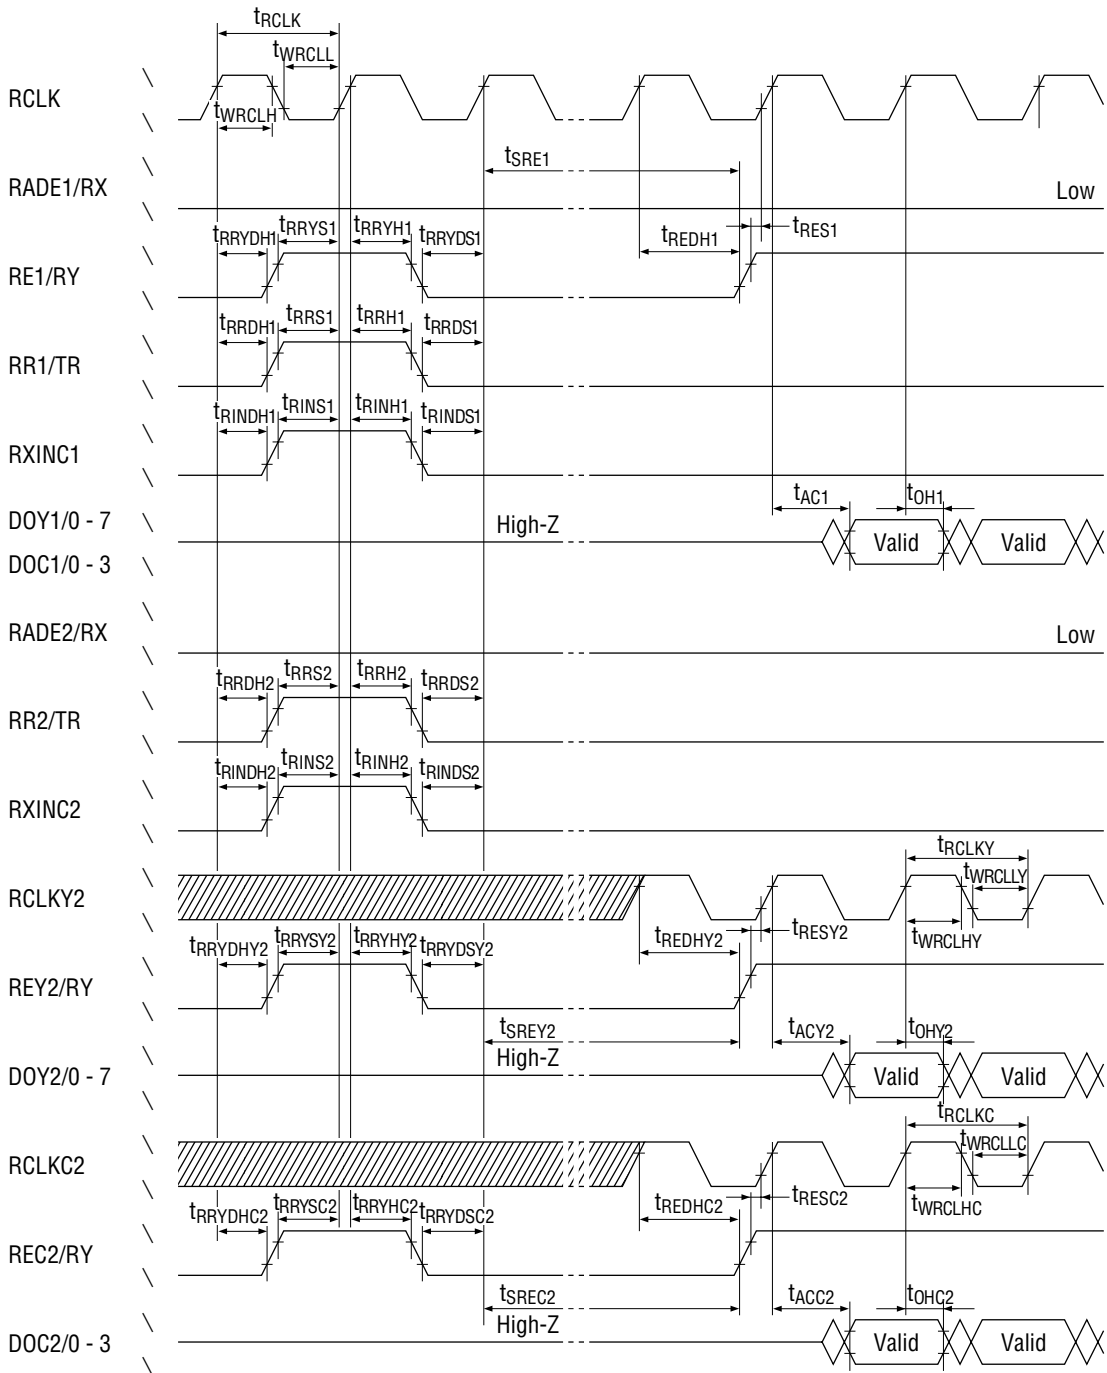 tRCLK
tWRCLL
RCLK
tWRCLH
tSRE1
RADE1/RX
Low
tRRYDH1 tRRYS1 tRRYH1 tRRYDS1 tREDH1 tRES1
RE1/RY
tRRDH1 tRRS1 tRRH1 tRRDS1
RR1/TR
tRINDH1 tRINS1 tRINH1 tRINDS1
RXINC1
tAC1 tOH1
DOY1/0 - 7
High-Z Valid Valid
DOC1/0 - 3
RADE2/RX
Low
tRRDH2 tRRS2 tRRH2 tRRDS2
RR2/TR
tRINDH2 tRINS2 tRINH2 tRINDS2
RXINC2
tRCLKY
tWRCLLY
RCLKY2
tRESY2
tWRCLHY
tRRYDHY2 tRRYSY2 tRRYHY2 tRRYDSY2 tREDHY2
REY2/RY
tSREY2 tACY2 tOHY2
High-Z
DOY2/0 - 7 Valid Valid
tRCLKC
tWRCLLC
RCLKC2
tRESC2
tWRCLHC
tRRYDHC2 tRRYSC2 tRRYHC2 tRRYDSC2 tREDHC2
REC2/RY
tSREC2 tACC2 tOHC2
High-Z
DOC2/0 - 3 Valid Valid